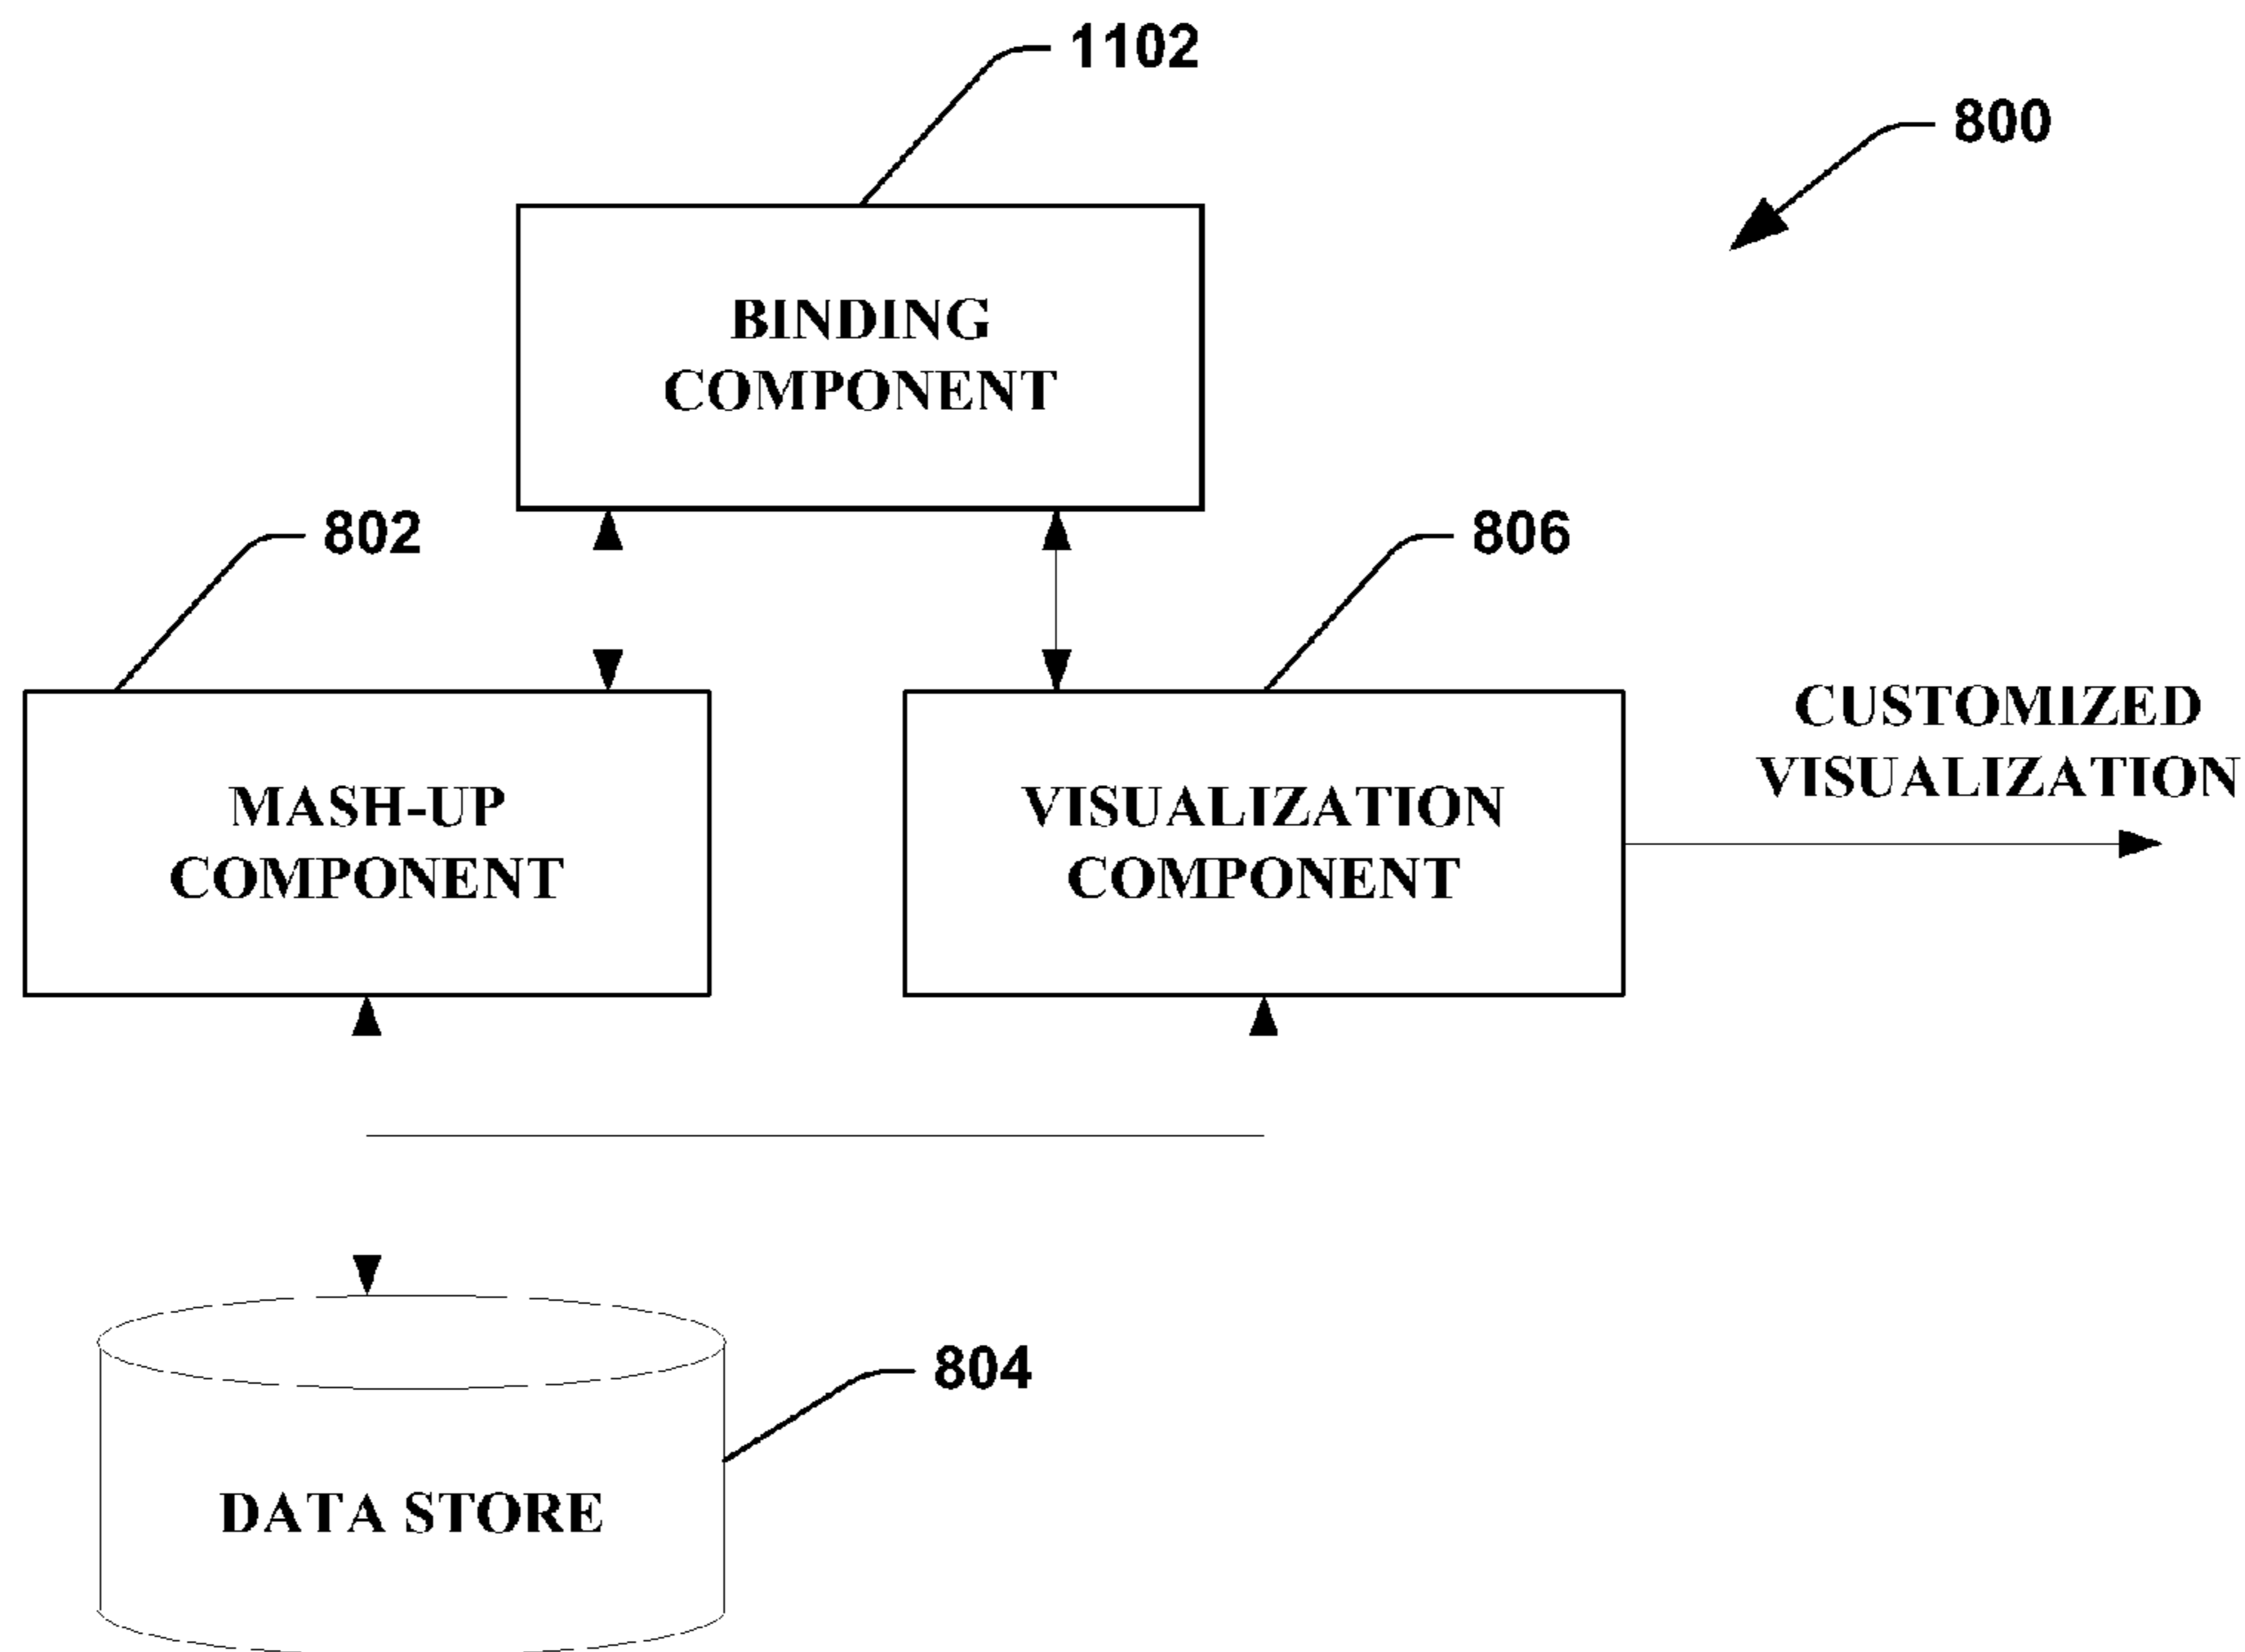 1102
800
BINDING
COMPONENT
802
806
MASH-UP
COMPONENT
VISUALIZATION
COMPONENT
CUSTOMIZED
VISUALIZATION
804
DATA STORE